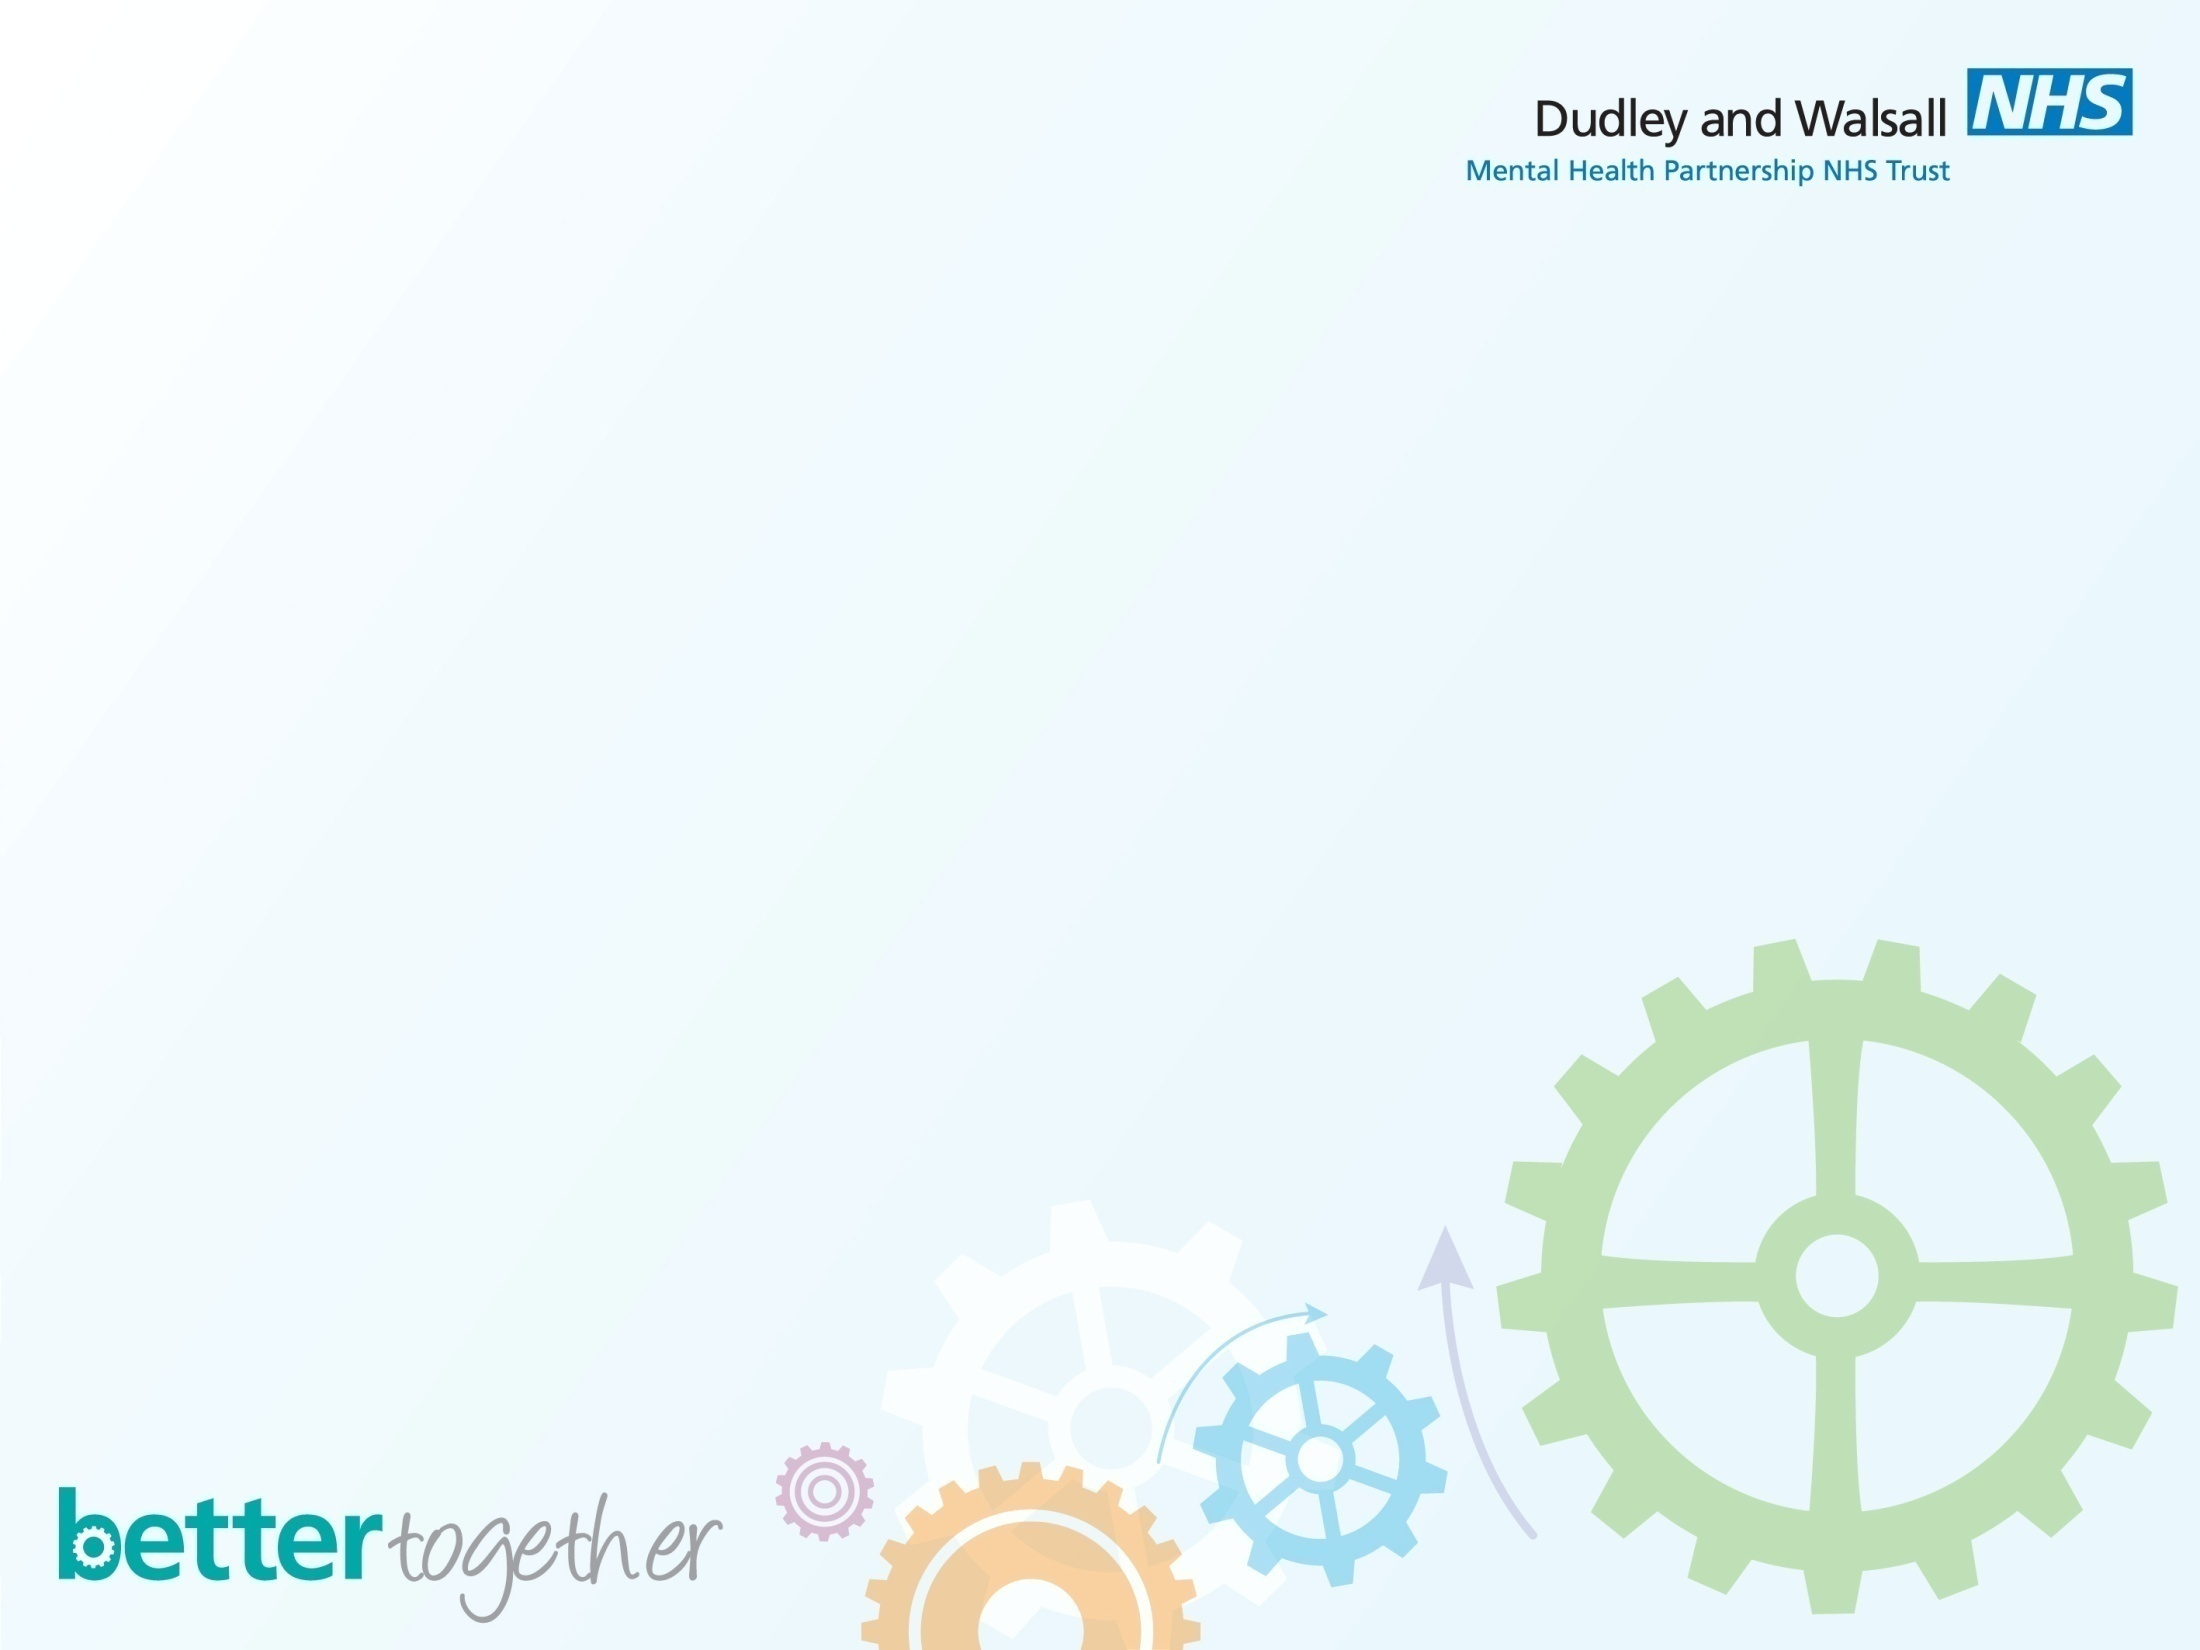 Dudley and Walsall NHS
Mental Health Partnership NHS Trust
better together